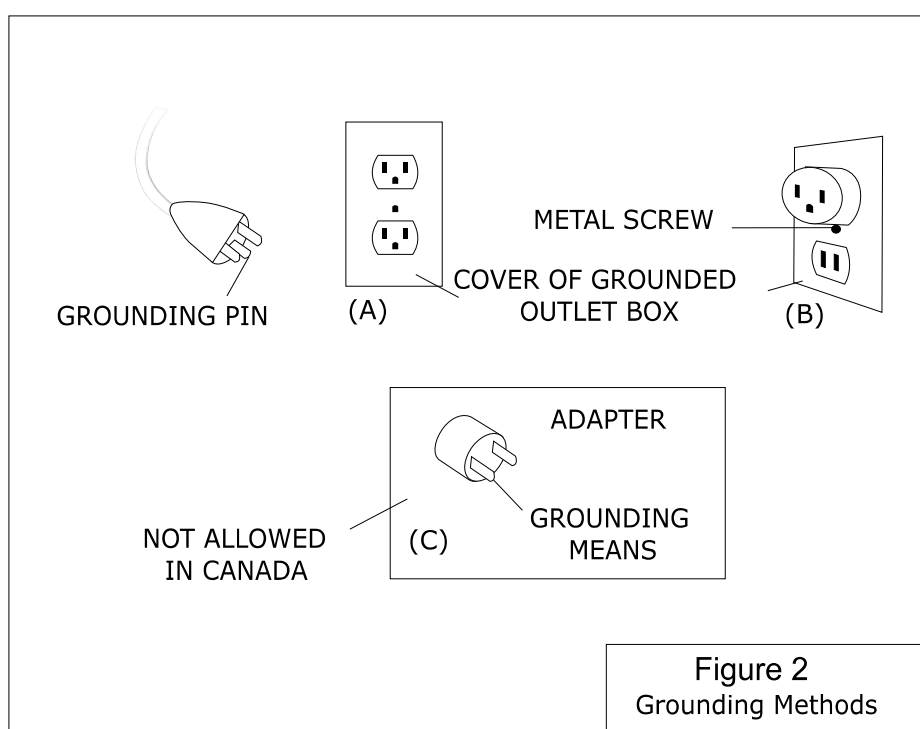 METAL SCREW
COVER OF GROUNDED
OUTLET BOX
GROUNDING PIN
(A)
(B)
ADAPTER
GROUNDING
MEANS
NOT ALLOWED
IN CANADA
(C)
Figure 2
Grounding Methods